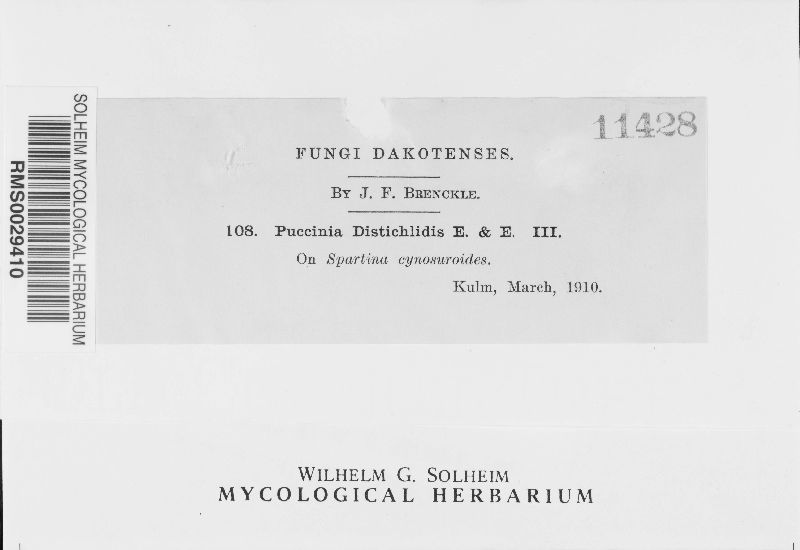 11428
FUNGI DAKOTENSES.
BY J. F. BRENCKLE.
108. Puccinia Distichlidis E. & E. III.
On Spartina cynosuroides.
Kulm, March, 1910.
SOLHEIM MYCOLOGICAL HERBARIUM
RMS0029410
WILHELM G. SOLHEIM
MYCOLOGICAL HERBARIUM